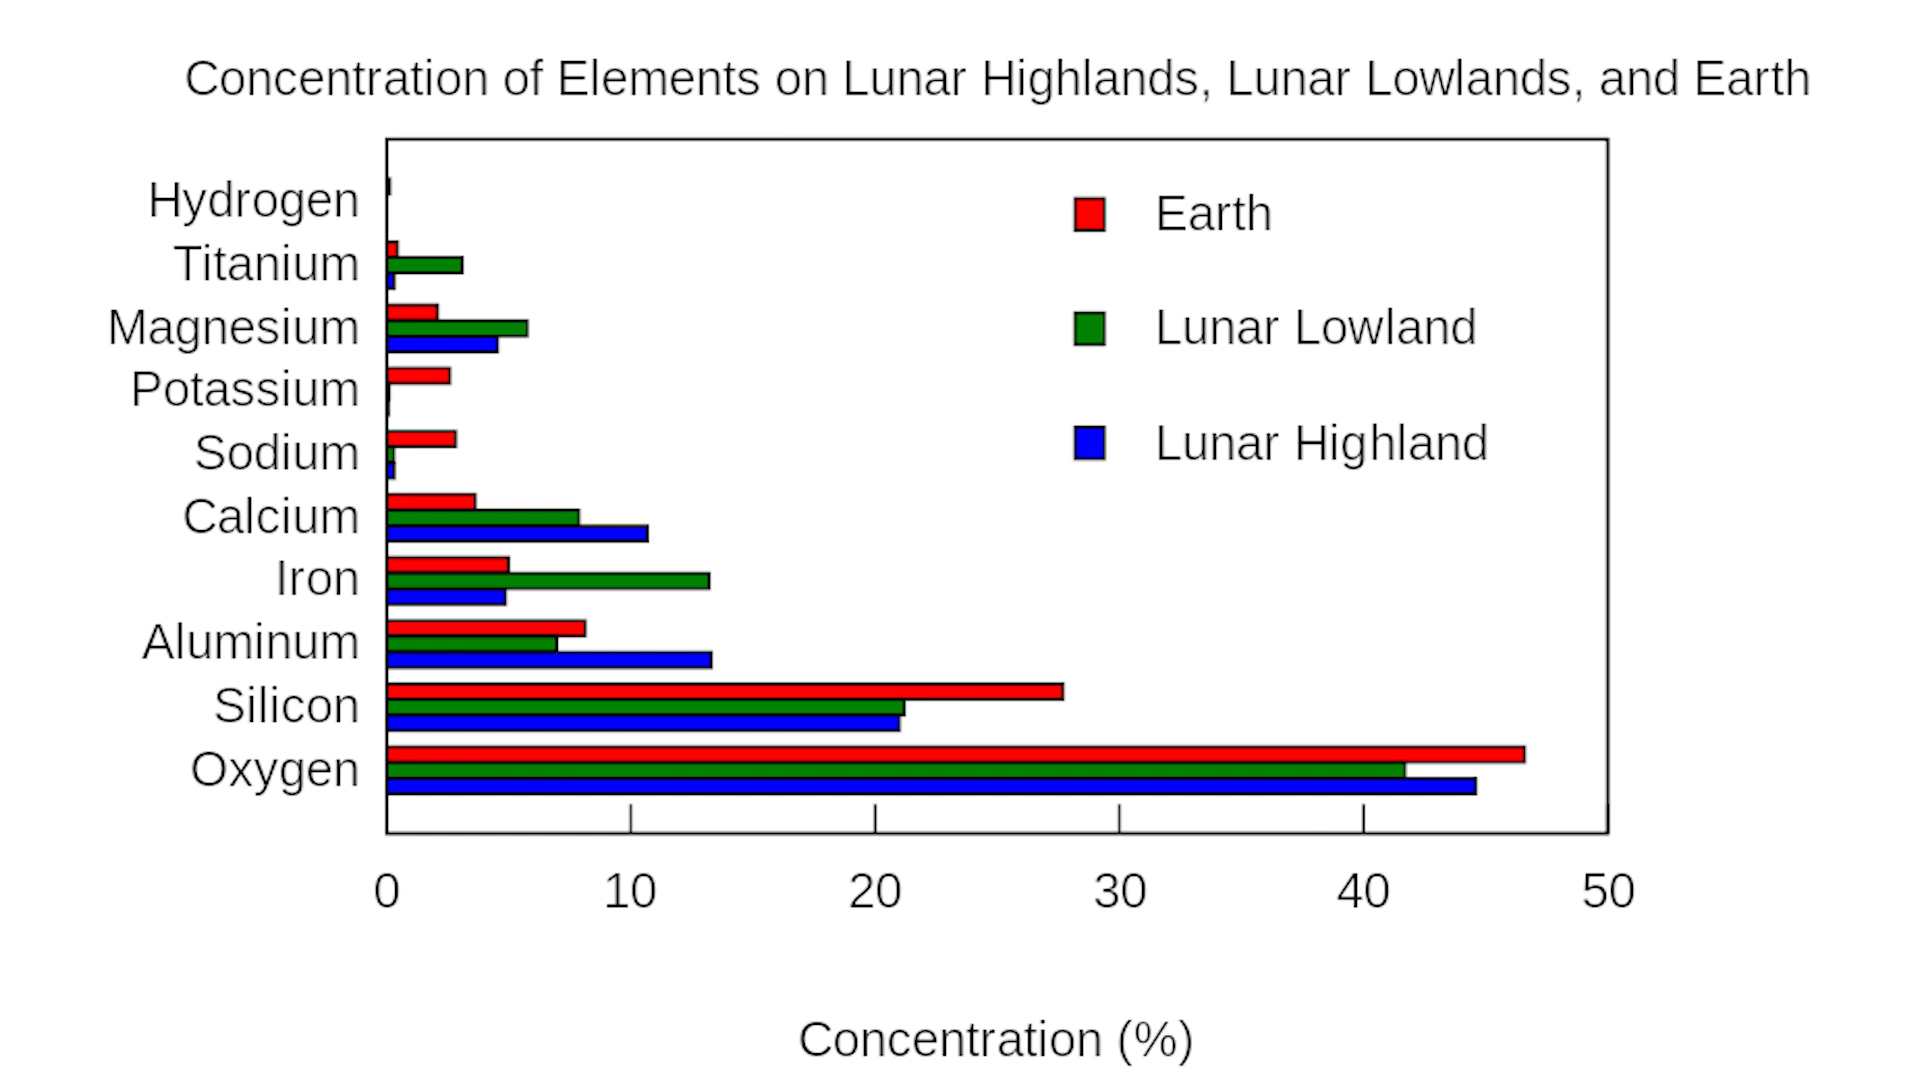 Concentration of Elements on Lunar Highlands, Lunar Lowlands, and Earth
Hydrogen
Titanium
Magnesium
Potassium
Sodium
Calcium
Iron
Aluminum
Silicon
Oxygen
Earth
Lunar Lowland
Lunar Highland
0 10 20 30 40 50
Concentration (%)